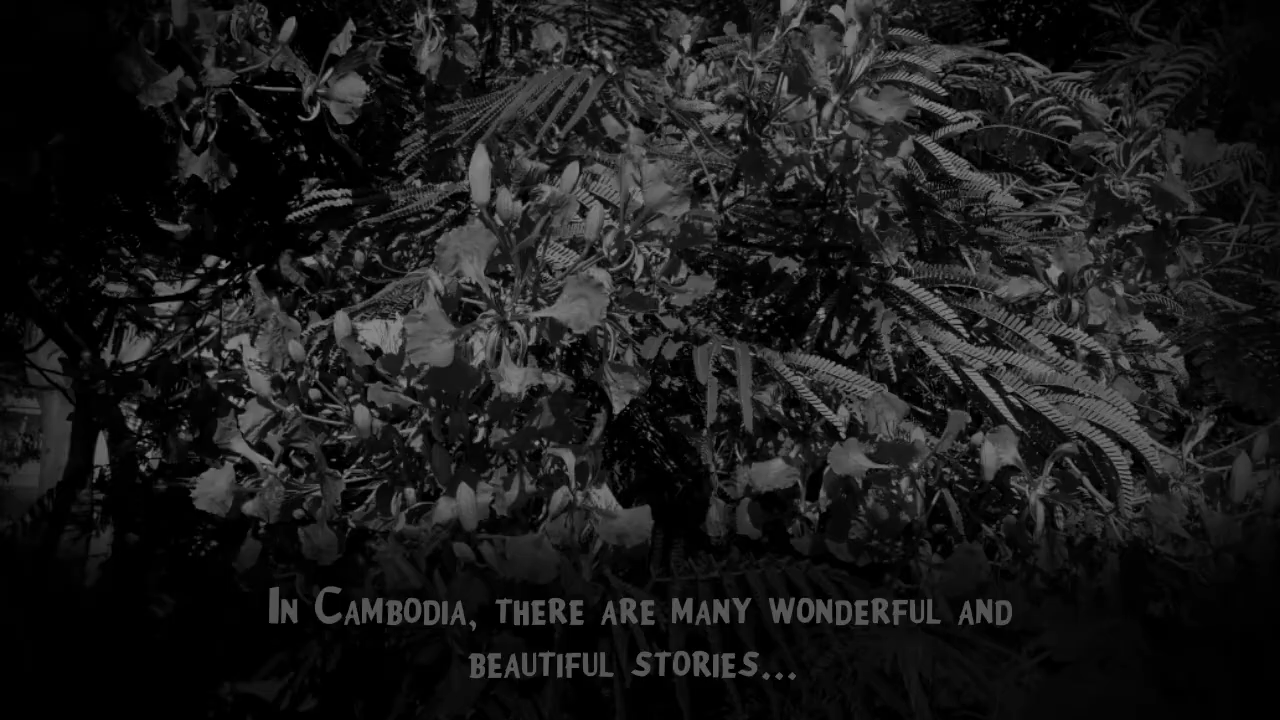 In Cambodia, there are many wonderful and
beautiful stories...